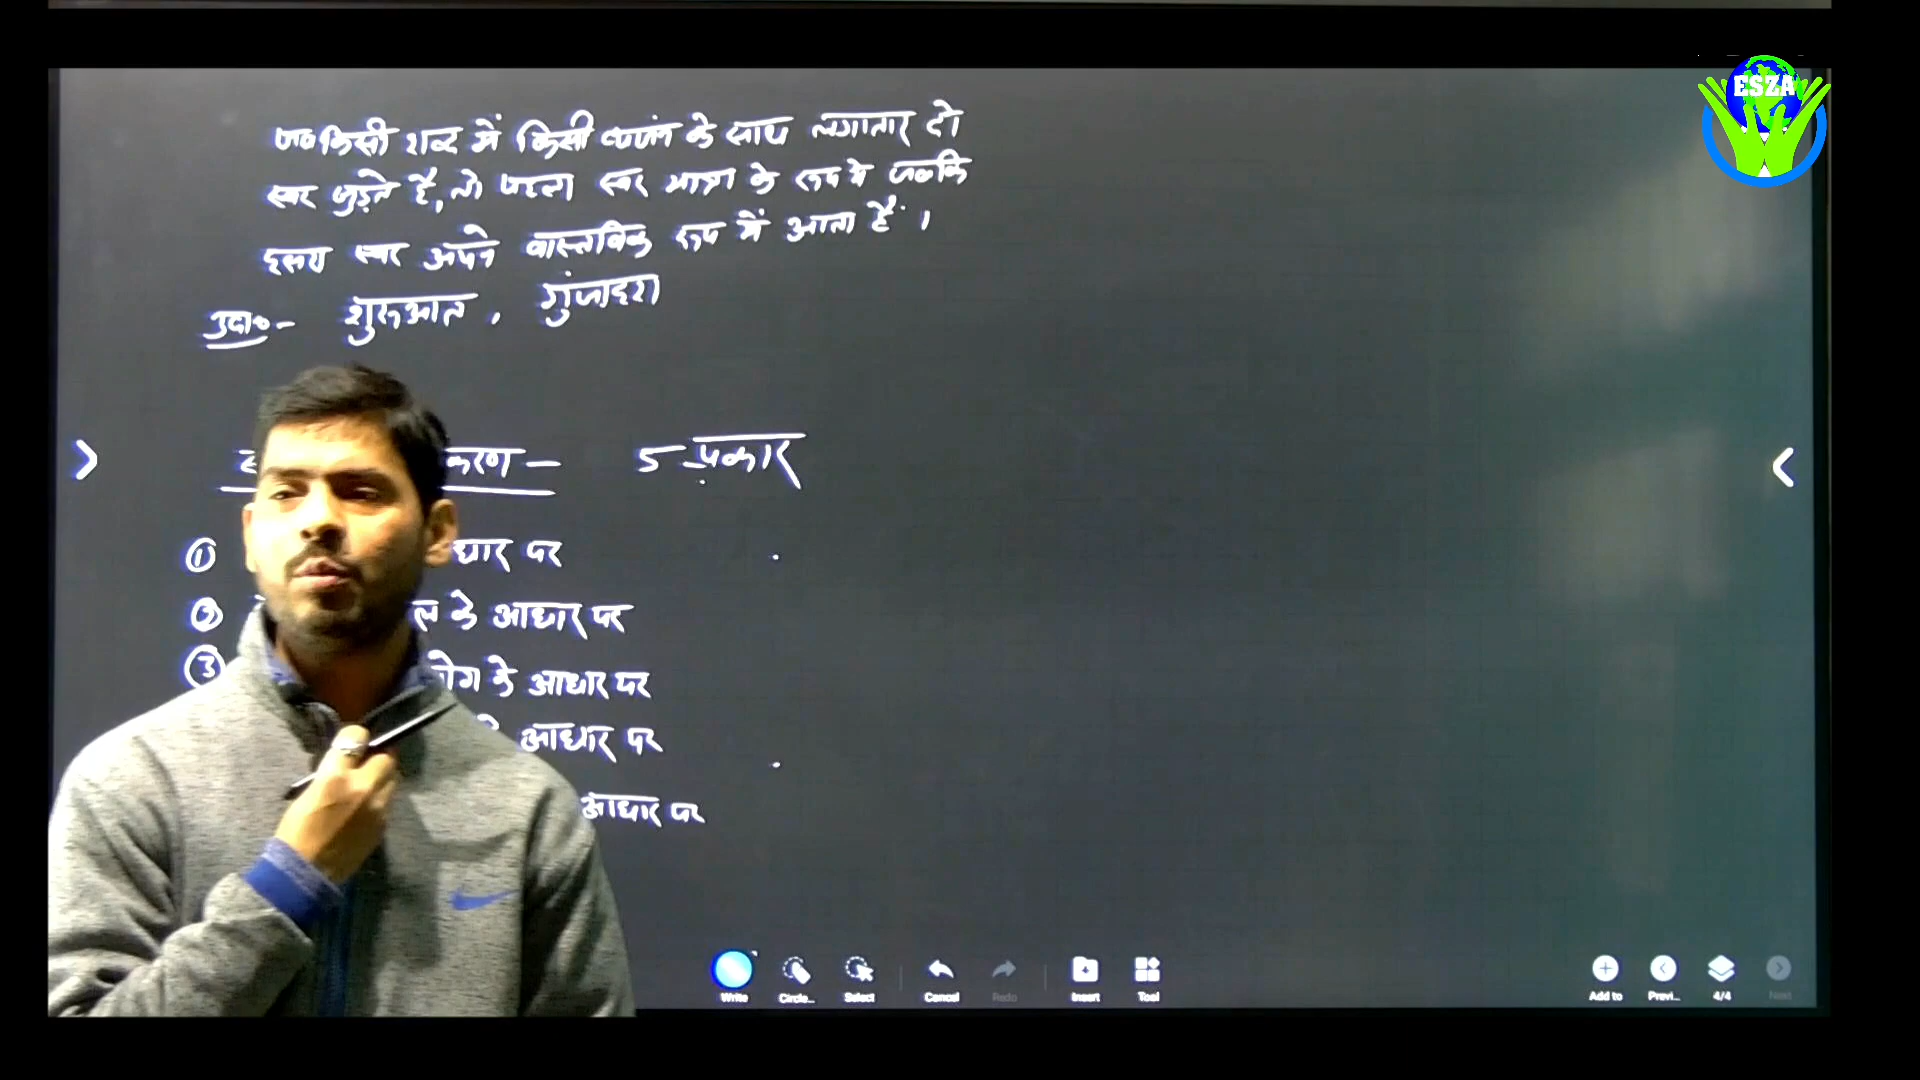 ESZA
जब किसी शब्द में किसी व्यजंन के साथ लगातार दो
स्वर जुड़ते है, तो पहला स्वर मात्रा के रूप मे जबकि
दूसरा स्वर अपने वास्तविक रूप में आता है ।
उदा०- शुरूआत , गुंजाइश
करण — 5 प्रकार
① धार पर
② ल के आधार पर
③ योग के आधार पर
आधार पर
आधार पर
Write Circle... Select Cancel Redo Insert Tool Add to Previ... 4/4 Next